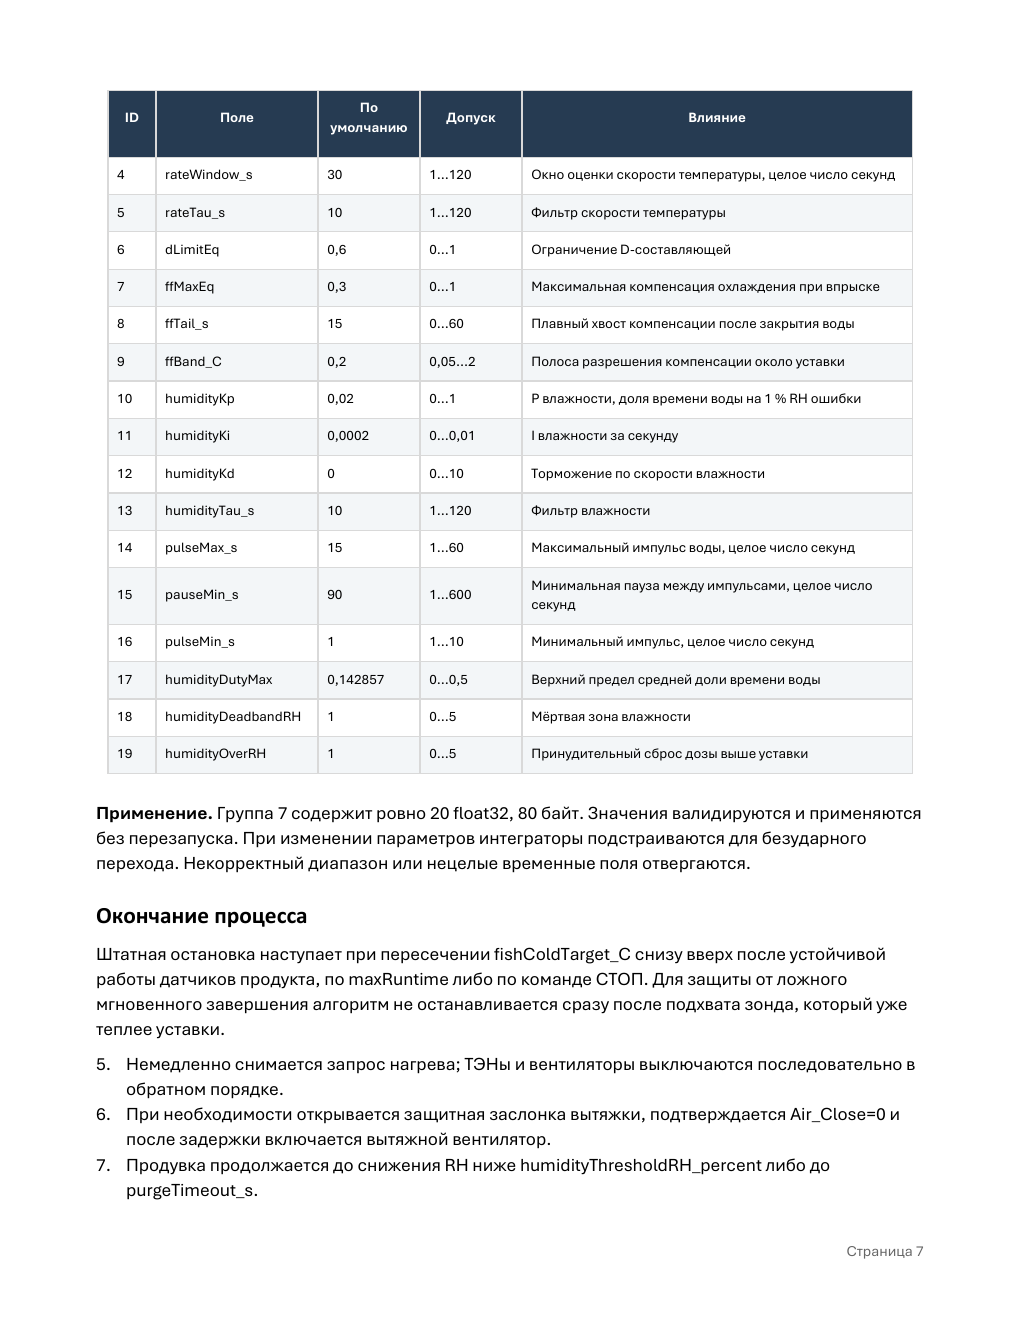 ID Поле По умолчанию Допуск Влияние
4 rateWindow_s 30 1…120 Окно оценки скорости температуры, целое число секунд
5 rateTau_s 10 1…120 Фильтр скорости температуры
6 dLimitEq 0,6 0…1 Ограничение D-составляющей
7 ffMaxEq 0,3 0…1 Максимальная компенсация охлаждения при впрыске
8 ffTail_s 15 0…60 Плавный хвост компенсации после закрытия воды
9 ffBand_C 0,2 0,05…2 Полоса разрешения компенсации около уставки
10 humidityKp 0,02 0…1 P влажности, доля времени воды на 1 % RH ошибки
11 humidityKi 0,0002 0…0,01 I влажности за секунду
12 humidityKd 0 0…10 Торможение по скорости влажности
13 humidityTau_s 10 1…120 Фильтр влажности
14 pulseMax_s 15 1…60 Максимальный импульс воды, целое число секунд
15 pauseMin_s 90 1…600 Минимальная пауза между импульсами, целое число
секунд
16 pulseMin_s 1 1…10 Минимальный импульс, целое число секунд
17 humidityDutyMax 0,142857 0…0,5 Верхний предел средней доли времени воды
18 humidityDeadbandRH 1 0…5 Мёртвая зона влажности
19 humidityOverRH 1 0…5 Принудительный сброс дозы выше уставки
Применение. Группа 7 содержит ровно 20 float32, 80 байт. Значения валидируются и применяются
без перезапуска. При изменении параметров интеграторы подстраиваются для безударного
перехода. Некорректный диапазон или нецелые временные поля отвергаются.
Окончание процесса
Штатная остановка наступает при пересечении fishColdTarget_C снизу вверх после устойчивой
работы датчиков продукта, по maxRuntime либо по команде СТОП. Для защиты от ложного
мгновенного завершения алгоритм не останавливается сразу после подхвата зонда, который уже
теплее уставки.
5. Немедленно снимается запрос нагрева; ТЭНы и вентиляторы выключаются последовательно в
обратном порядке.
6. При необходимости открывается защитная заслонка вытяжки, подтверждается Air_Close=0 и
после задержки включается вытяжной вентилятор.
7. Продувка продолжается до снижения RH ниже humidityThresholdRH_percent либо до
purgeTimeout_s.
Страница 7